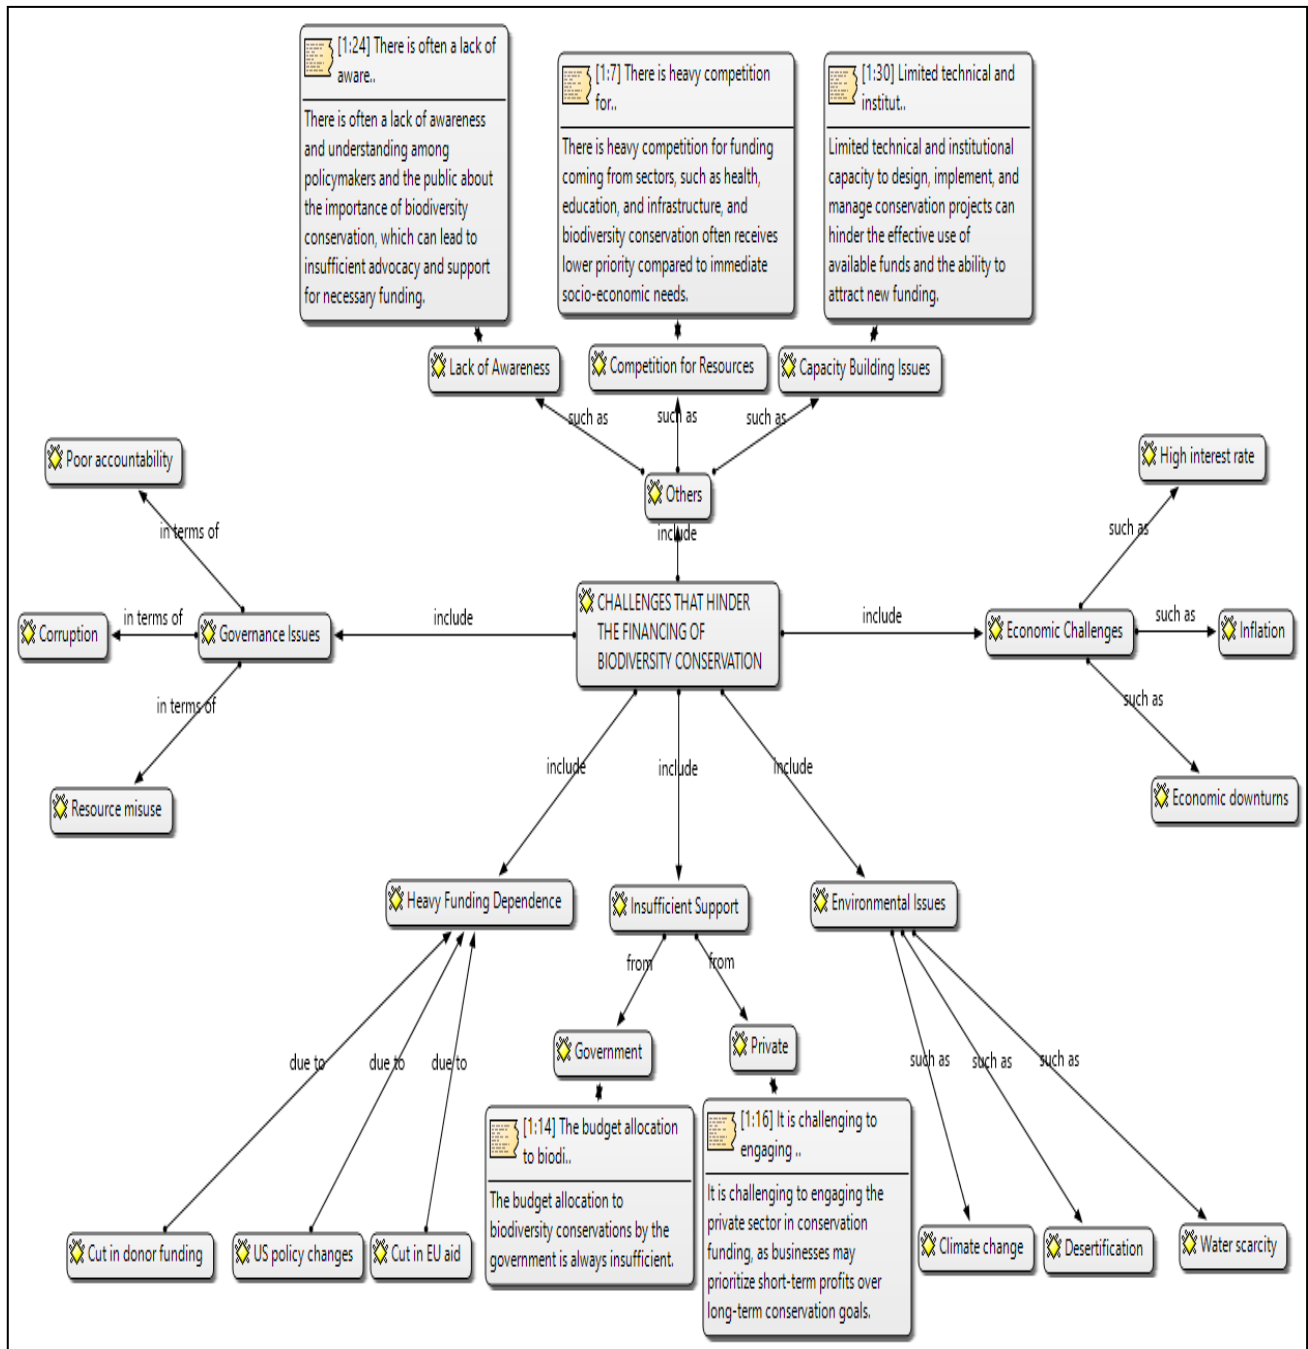 [1:24] There is often a lack of
aware..
There is often a lack of awareness
and understanding among
policymakers and the public about
the importance of biodiversity
conservation, which can lead to
insufficient advocacy and support
for necessary funding.
[1:7] There is heavy competition
for..
There is heavy competition for funding
coming from sectors, such as health,
education, and infrastructure, and
biodiversity conservation often receives
lower priority compared to immediate
socio-economic needs.
[1:30] Limited technical and
institut..
Limited technical and institutional
capacity to design, implement, and
manage conservation projects can
hinder the effective use of
available funds and the ability to
attract new funding.
Lack of Awareness
Competition for Resources
Capacity Building Issues
such as
such as
such as
Others
include
Poor accountability
in terms of
Corruption
in terms of
Governance Issues
include
in terms of
Resource misuse
CHALLENGES THAT HINDER
THE FINANCING OF
BIODIVERSITY CONSERVATION
include
Economic Challenges
High interest rate
such as
such as
Inflation
such as
Economic downturns
include
include
include
Heavy Funding Dependence
Insufficient Support
Environmental Issues
from
from
Government
Private
due to
due to
due to
such as
such as
such as
[1:14] The budget allocation
to biodi..
The budget allocation to
biodiversity conservations by the
government is always insufficient.
[1:16] It is challenging to
engaging ..
It is challenging to engaging the
private sector in conservation
funding, as businesses may
prioritize short-term profits over
long-term conservation goals.
Cut in donor funding
US policy changes
Cut in EU aid
Climate change
Desertification
Water scarcity